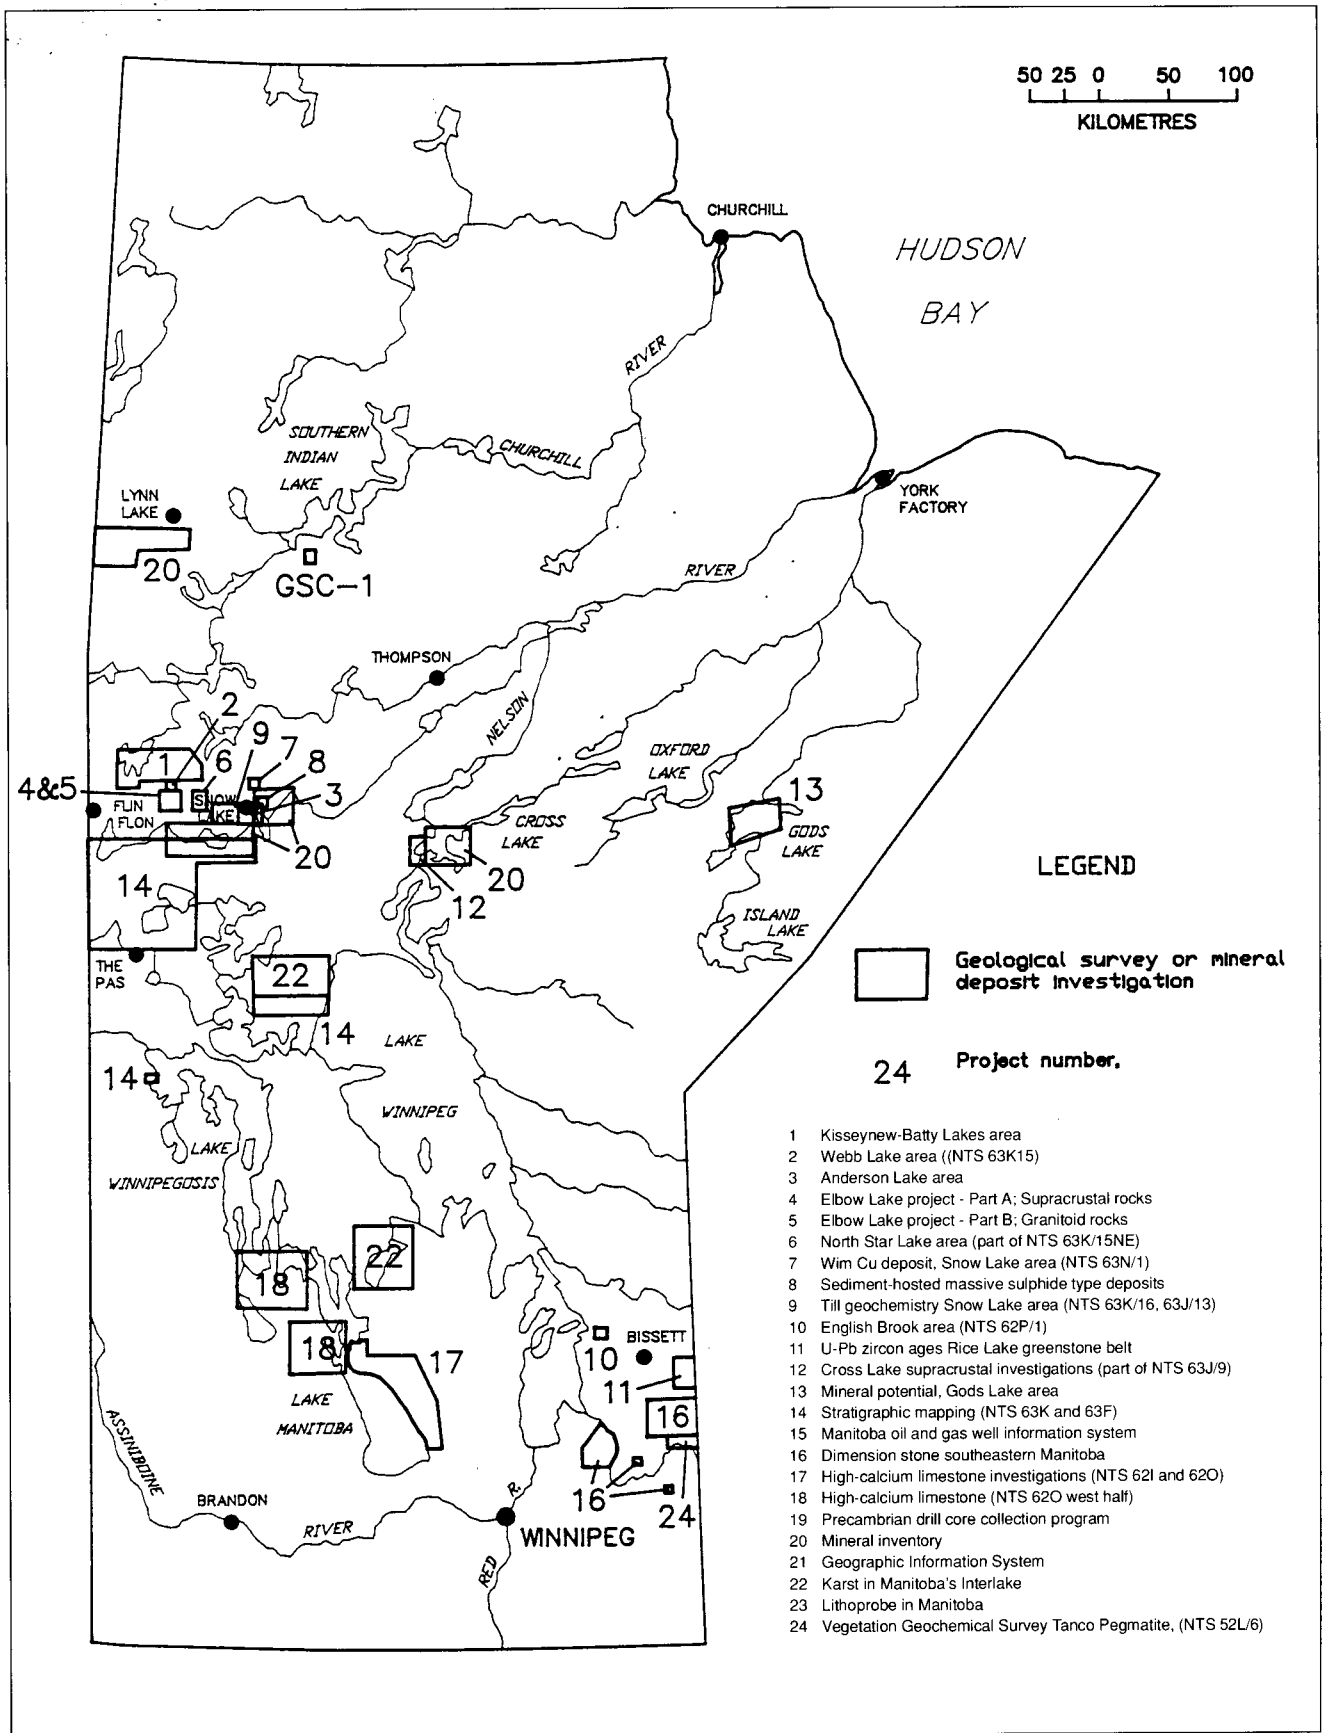 50 25 0 50 100
KILOMETRES
CHURCHILL
HUDSON
BAY
RIVER
SOUTHERN
INDIAN
LAKE
CHURCHILL
LYNN
LAKE
YORK
FACTORY
20
GSC-1
RIVER
THOMPSON
2
NELSON
9
7
OXFORD
LAKE
1
6
8
13
4&5
3
FLIN
FLON
SNOW
LAKE
CROSS
LAKE
GODS
LAKE
20
20
12
14
LEGEND
ISLAND
LAKE
THE
PAS
22
Geological survey or mineral
deposit investigation
14
LAKE
14
24
Project number.
WINNIPEG
LAKE
WINNIPEGOSIS
22
18
18
17
10
BISSETT
11
LAKE
MANITOBA
16
ASSINIBOINE
16
24
BRANDON
RIVER
R.
WINNIPEG
RED
1 Kisseynew-Batty Lakes area
2 Webb Lake area ((NTS 63K15)
3 Anderson Lake area
4 Elbow Lake project - Part A; Supracrustal rocks
5 Elbow Lake project - Part B; Granitoid rocks
6 North Star Lake area (part of NTS 63K/15NE)
7 Wim Cu deposit, Snow Lake area (NTS 63N/1)
8 Sediment-hosted massive sulphide type deposits
9 Till geochemistry Snow Lake area (NTS 63K/16, 63J/13)
10 English Brook area (NTS 62P/1)
11 U-Pb zircon ages Rice Lake greenstone belt
12 Cross Lake supracrustal investigations (part of NTS 63J/9)
13 Mineral potential, Gods Lake area
14 Stratigraphic mapping (NTS 63K and 63F)
15 Manitoba oil and gas well information system
16 Dimension stone southeastern Manitoba
17 High-calcium limestone investigations (NTS 62I and 62O)
18 High-calcium limestone (NTS 62O west half)
19 Precambrian drill core collection program
20 Mineral inventory
21 Geographic Information System
22 Karst in Manitoba's Interlake
23 Lithoprobe in Manitoba
24 Vegetation Geochemical Survey Tanco Pegmatite, (NTS 52L/6)